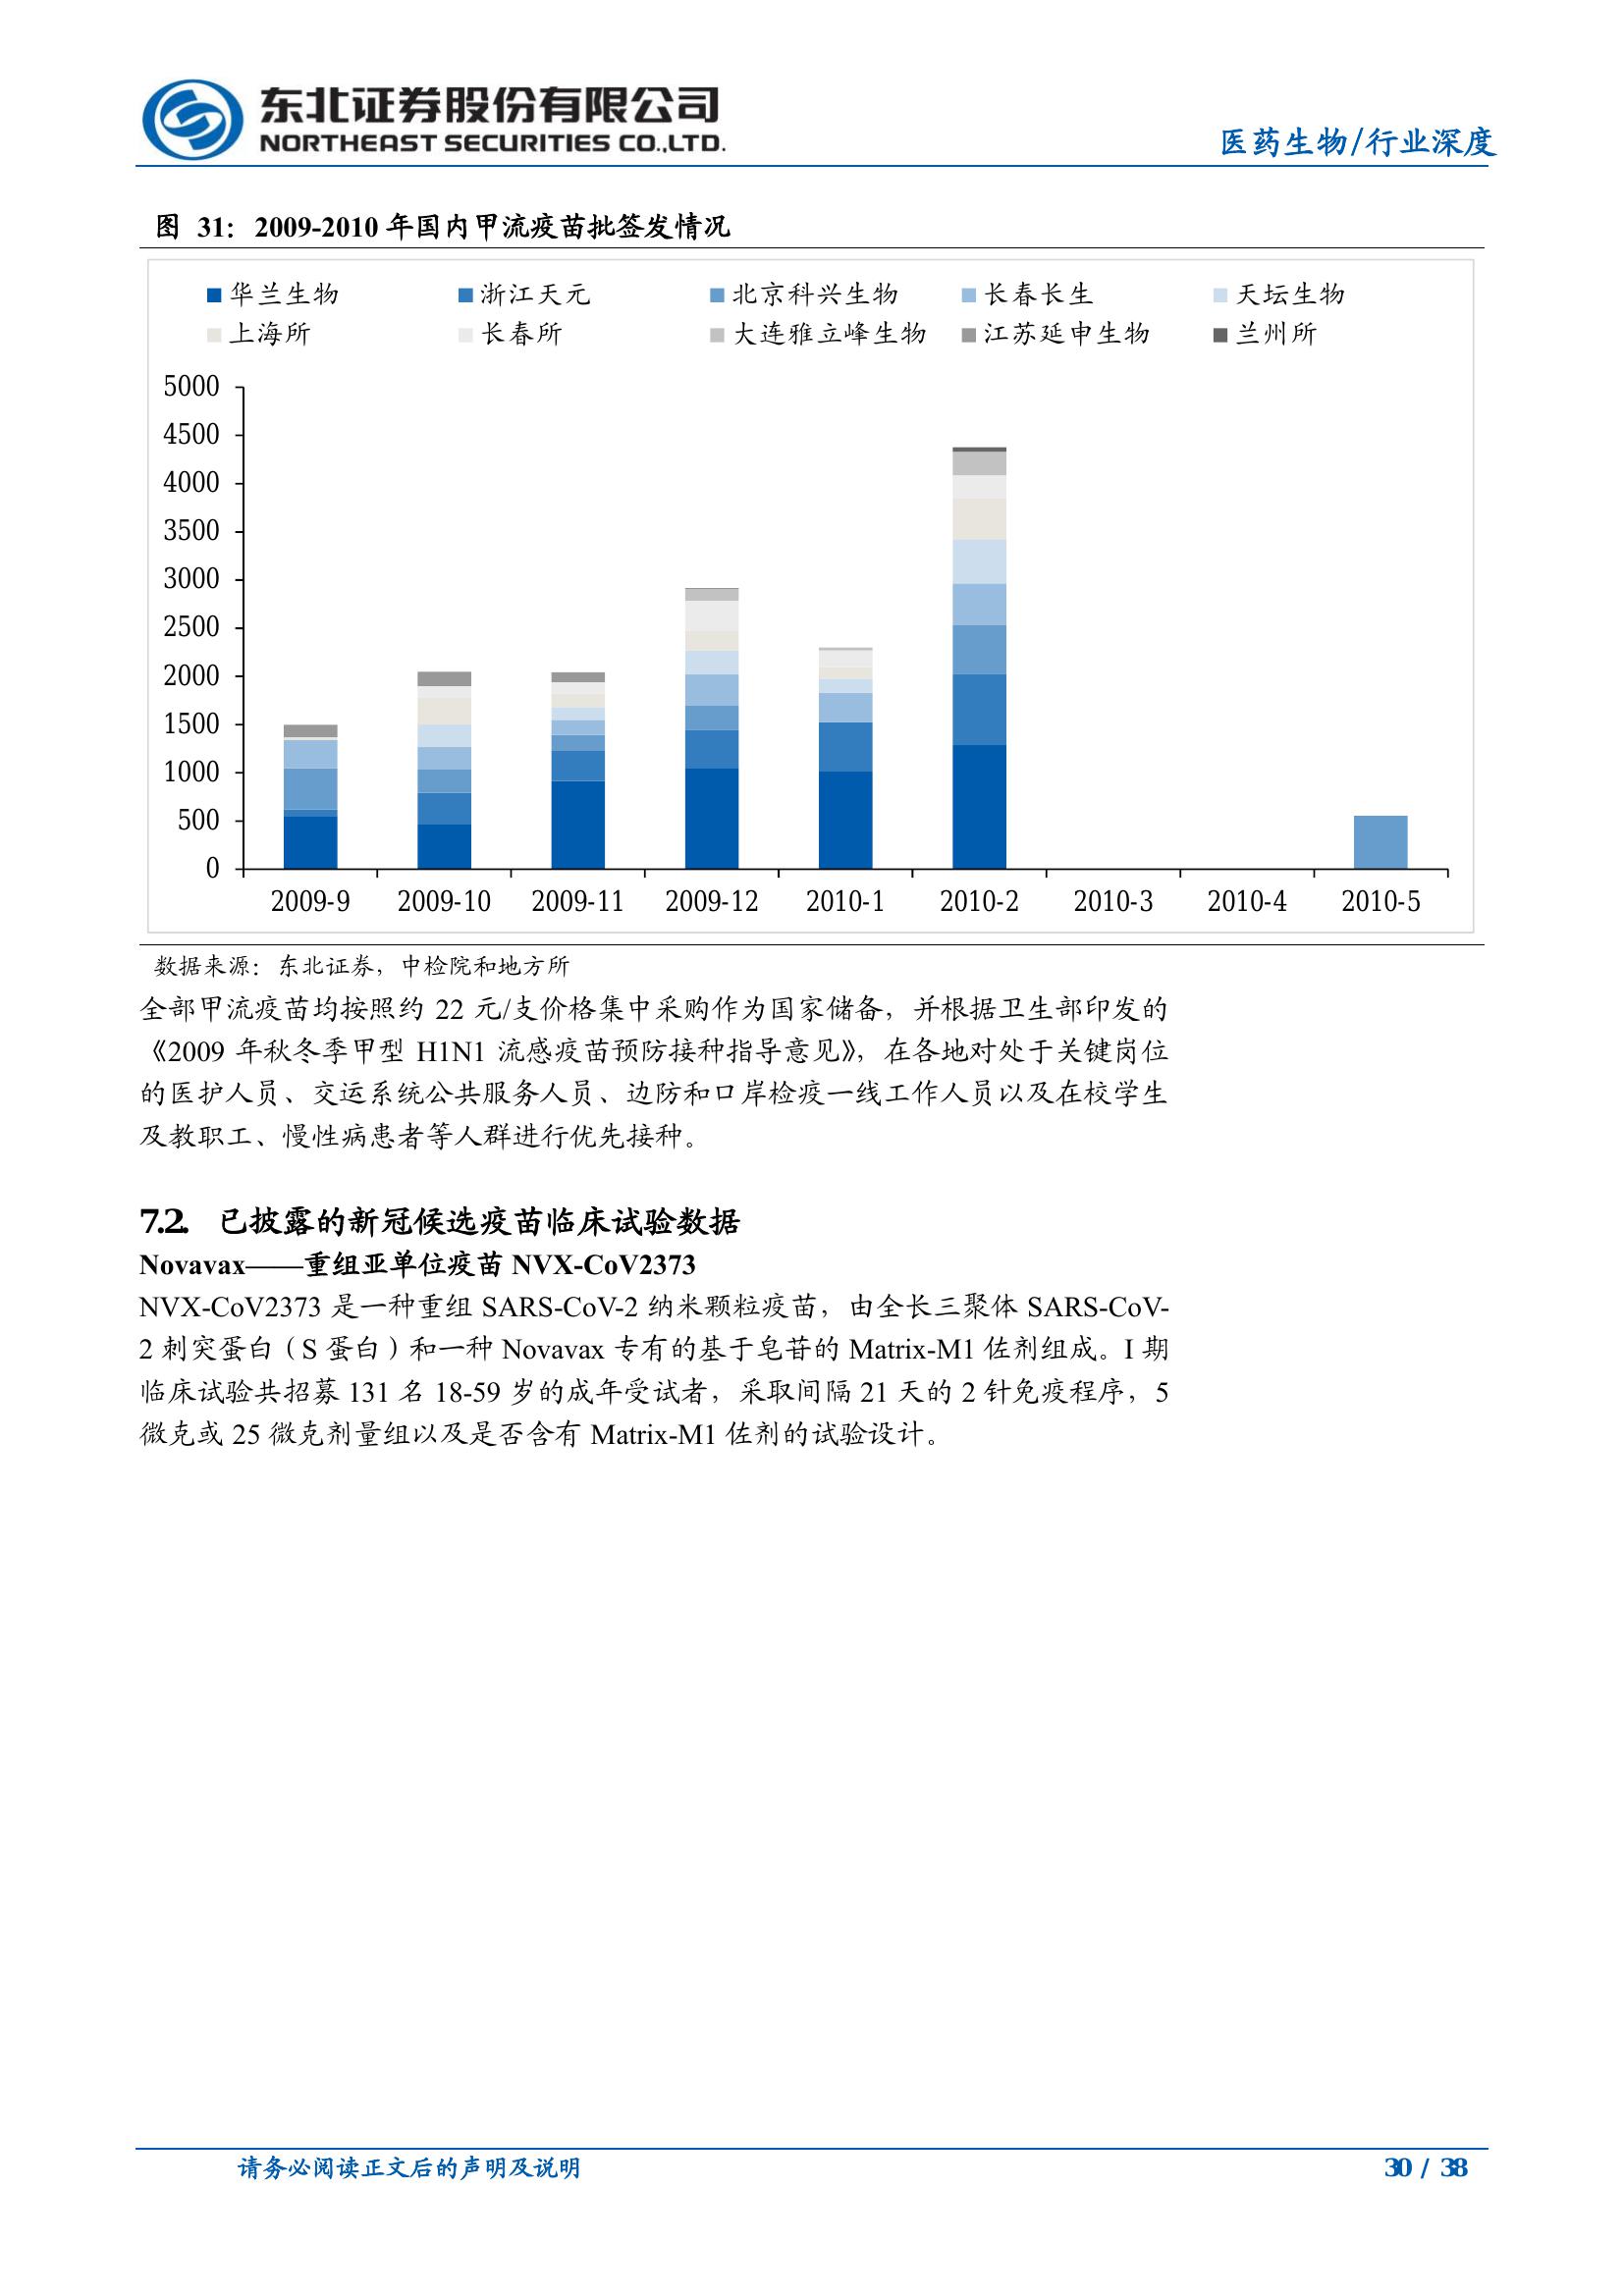 东北证券股份有限公司
NORTHEAST SECURITIES CO.,LTD.
医药生物/行业深度
图 31：2009-2010 年国内甲流疫苗批签发情况
华兰生物 浙江天元 北京科兴生物 长春长生 天坛生物
上海所 长春所 大连雅立峰生物 江苏延申生物 兰州所
5000
4500
4000
3500
3000
2500
2000
1500
1000
500
0
2009-9 2009-10 2009-11 2009-12 2010-1 2010-2 2010-3 2010-4 2010-5
数据来源：东北证券，中检院和地方所
全部甲流疫苗均按照约 22 元/支价格集中采购作为国家储备，并根据卫生部印发的
《2009 年秋冬季甲型 H1N1 流感疫苗预防接种指导意见》，在各地对处于关键岗位
的医护人员、交运系统公共服务人员、边防和口岸检疫一线工作人员以及在校学生
及教职工、慢性病患者等人群进行优先接种。
7.2. 已披露的新冠候选疫苗临床试验数据
Novavax——重组亚单位疫苗 NVX-CoV2373
NVX-CoV2373 是一种重组 SARS-CoV-2 纳米颗粒疫苗，由全长三聚体 SARS-CoV-
2 刺突蛋白（S 蛋白）和一种 Novavax 专有的基于皂苷的 Matrix-M1 佐剂组成。I 期
临床试验共招募 131 名 18-59 岁的成年受试者，采取间隔 21 天的 2 针免疫程序，5
微克或 25 微克剂量组以及是否含有 Matrix-M1 佐剂的试验设计。
请务必阅读正文后的声明及说明
30 / 38